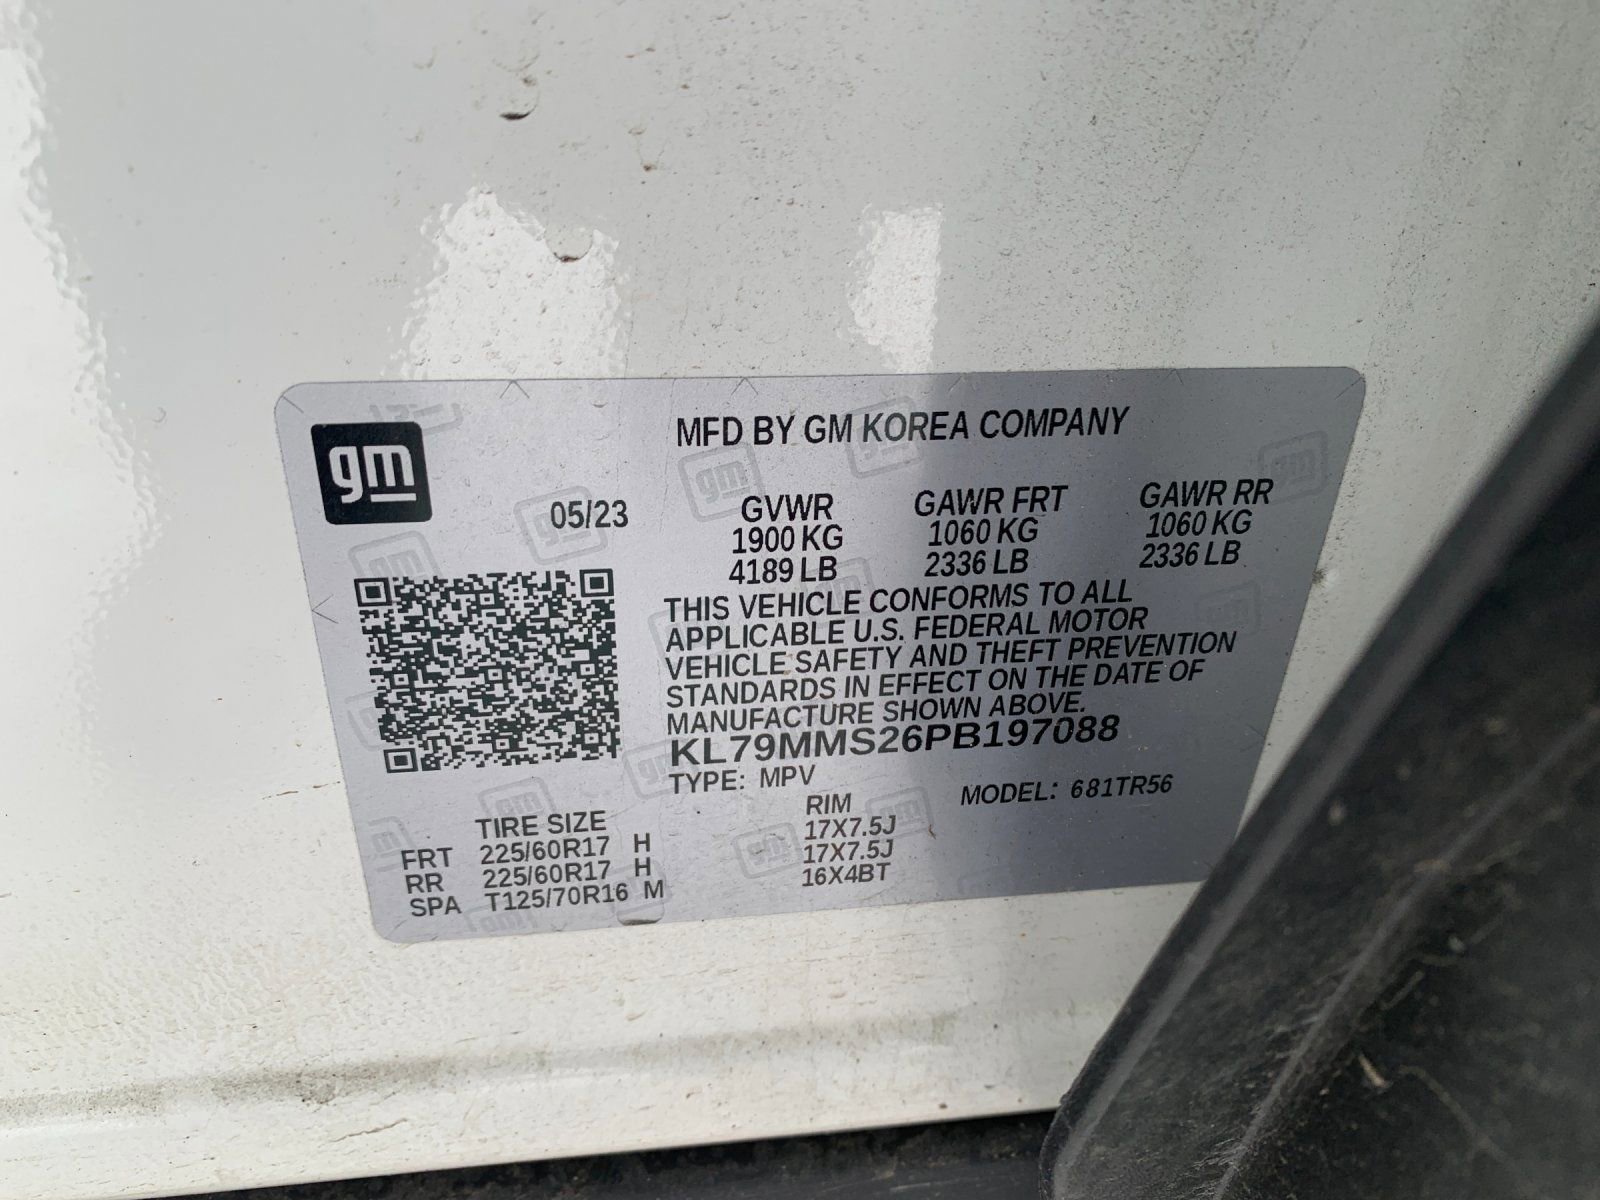 gm
MFD BY GM KOREA COMPANY
05/23
GVWR GAWR FRT GAWR RR
1900 KG 1060 KG 1060 KG
4189 LB 2336 LB 2336 LB
THIS VEHICLE CONFORMS TO ALL
APPLICABLE U.S. FEDERAL MOTOR
VEHICLE SAFETY AND THEFT PREVENTION
STANDARDS IN EFFECT ON THE DATE OF
MANUFACTURE SHOWN ABOVE.
KL79MMS26PB197088
TYPE: MPV MODEL: 681TR56
TIRE SIZE RIM
FRT 225/60R17 H 17X7.5J
RR 225/60R17 H 17X7.5J
SPA T125/70R16 M 16X4BT